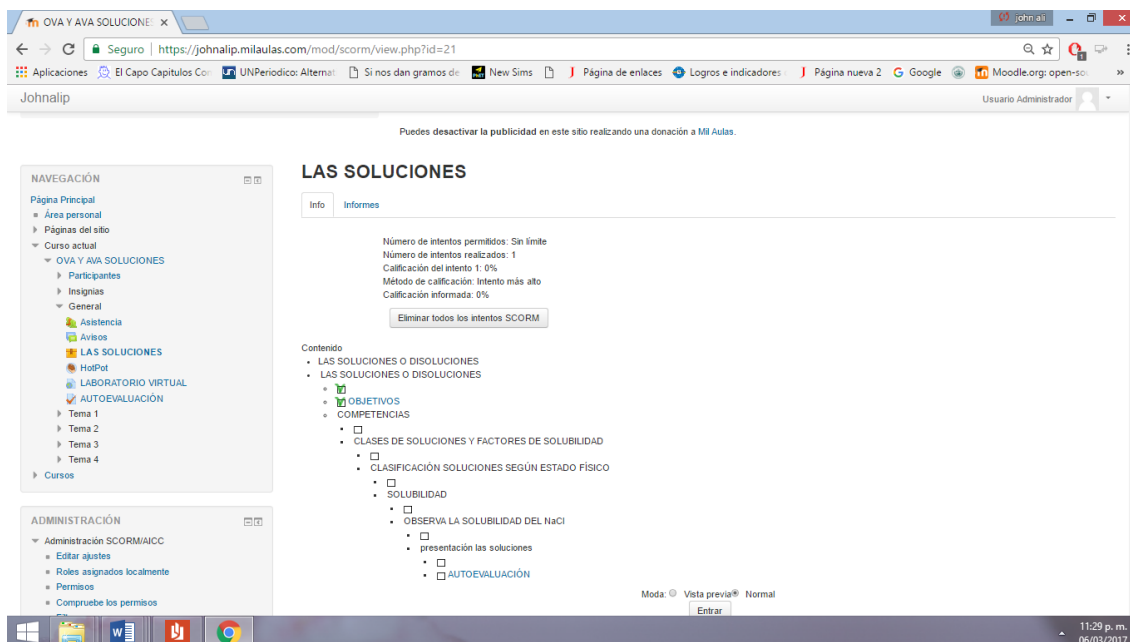 OVA Y AVA SOLUCIONE
john ali
Seguro | https://johnalip.milaulas.com/mod/scorm/view.php?id=21
Aplicaciones El Capo Capitulos Con UNPeriodico: Alternat Si nos dan gramos de New Sims Página de enlaces Logros e indicadores Página nueva 2 Google Moodle.org: open-sou »
Johnalip
Usuario Administrador
Puedes desactivar la publicidad en este sitio realizando una donación a Mil Aulas.
NAVEGACIÓN
Página Principal
Área personal
Páginas del sitio
Curso actual
OVA Y AVA SOLUCIONES
Participantes
Insignias
General
Asistencia
Avisos
LAS SOLUCIONES
HotPot
LABORATORIO VIRTUAL
AUTOEVALUACIÓN
Tema 1
Tema 2
Tema 3
Tema 4
Cursos
ADMINISTRACIÓN
Administración SCORM/AICC
Editar ajustes
Roles asignados localmente
Permisos
Compruebe los permisos
LAS SOLUCIONES
Info Informes
Número de intentos permitidos: Sin límite
Número de intentos realizados: 1
Calificación del intento 1: 0%
Método de calificación: Intento más alto
Calificación informada: 0%
Eliminar todos los intentos SCORM
Contenido
LAS SOLUCIONES O DISOLUCIONES
LAS SOLUCIONES O DISOLUCIONES
OBJETIVOS
COMPETENCIAS
CLASES DE SOLUCIONES Y FACTORES DE SOLUBILIDAD
CLASIFICACIÓN SOLUCIONES SEGÚN ESTADO FÍSICO
SOLUBILIDAD
OBSERVA LA SOLUBILIDAD DEL NaCl
presentación las soluciones
AUTOEVALUACIÓN
Moda: Vista previa Normal
Entrar
11:29 p. m.
06/03/2017